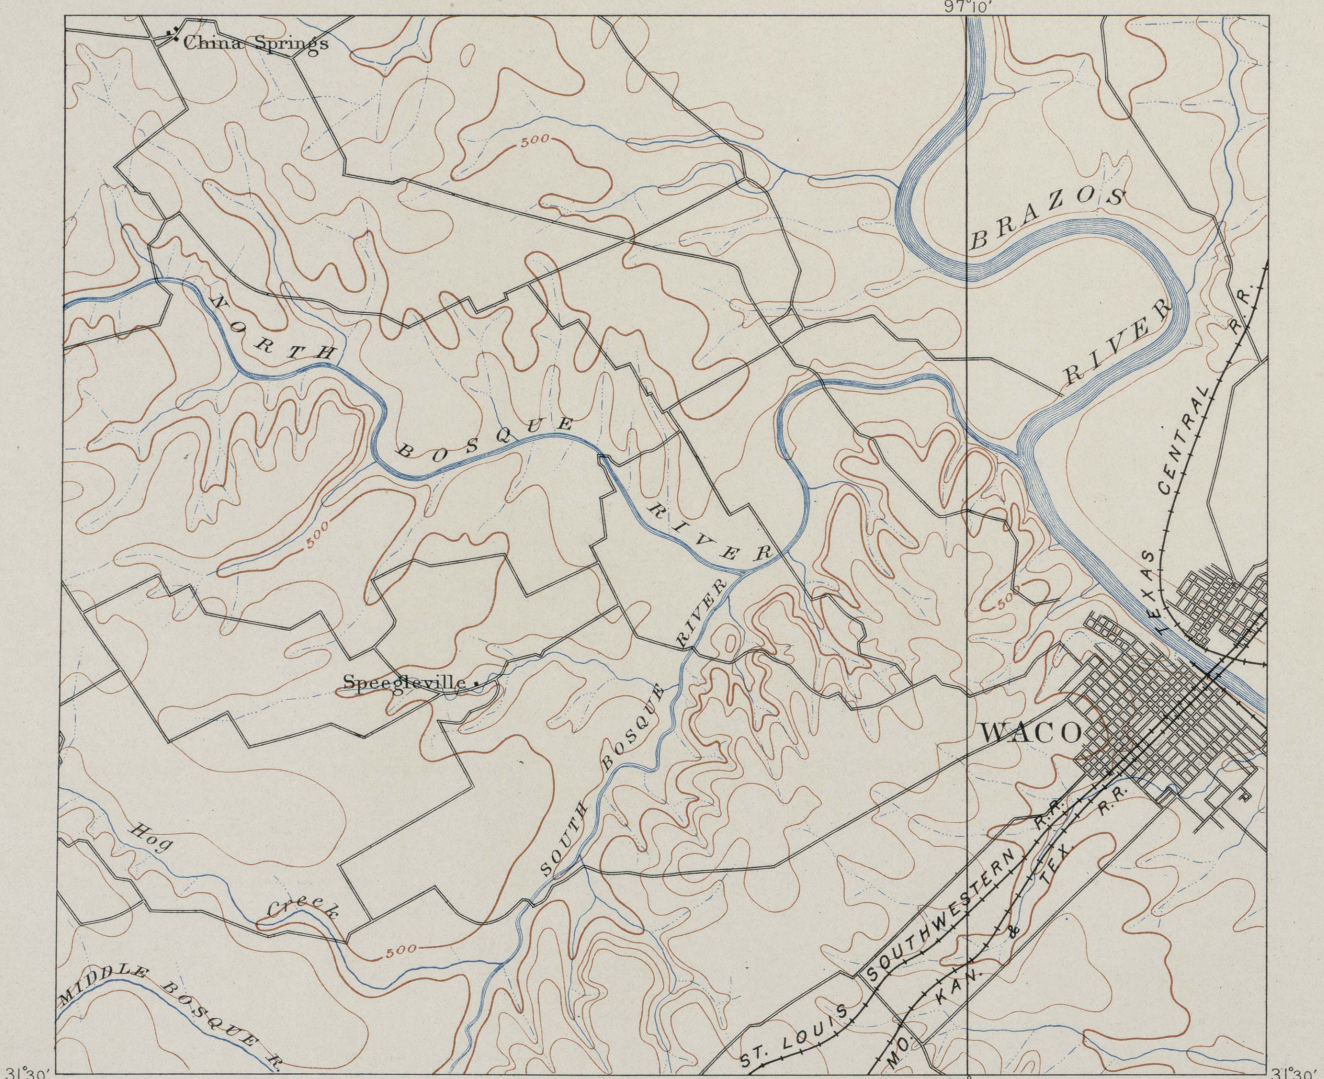 97°10'
China Springs
500
BRAZOS
RIVER
NORTH
BOSQUE
RIVER
R.R.
CENTRAL
TEXAS
500
500
RIVER
BOSQUE
SOUTH
Speegleville
WACO
R.R.
R.R.
TEX.
&
KAN.
MO.
SOUTHWESTERN
ST. LOUIS
Hog
Creek
500
MIDDLE BOSQUE R.
31°30'
31°30'